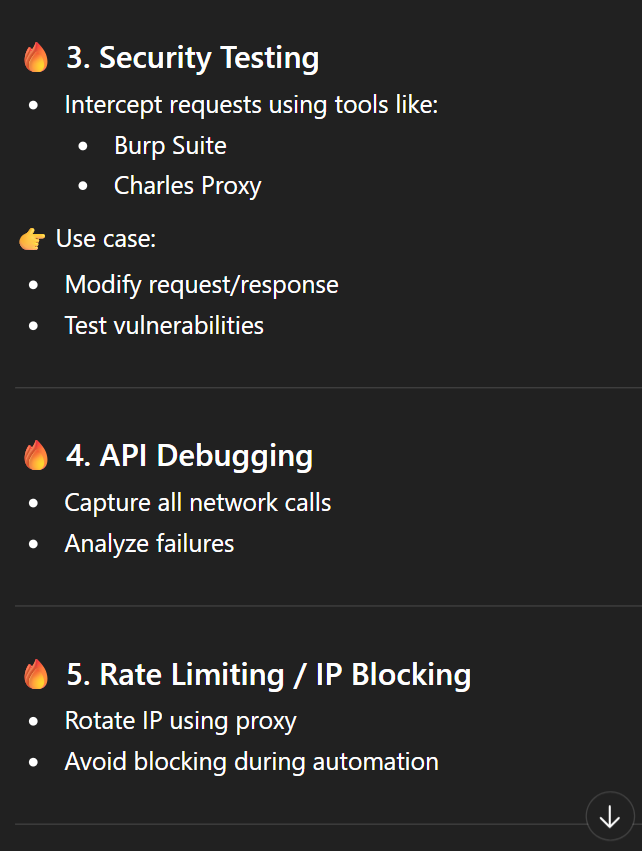 🔥 3. Security Testing
• Intercept requests using tools like:
• Burp Suite
• Charles Proxy
👉 Use case:
• Modify request/response
• Test vulnerabilities
🔥 4. API Debugging
• Capture all network calls
• Analyze failures
🔥 5. Rate Limiting / IP Blocking
• Rotate IP using proxy
• Avoid blocking during automation